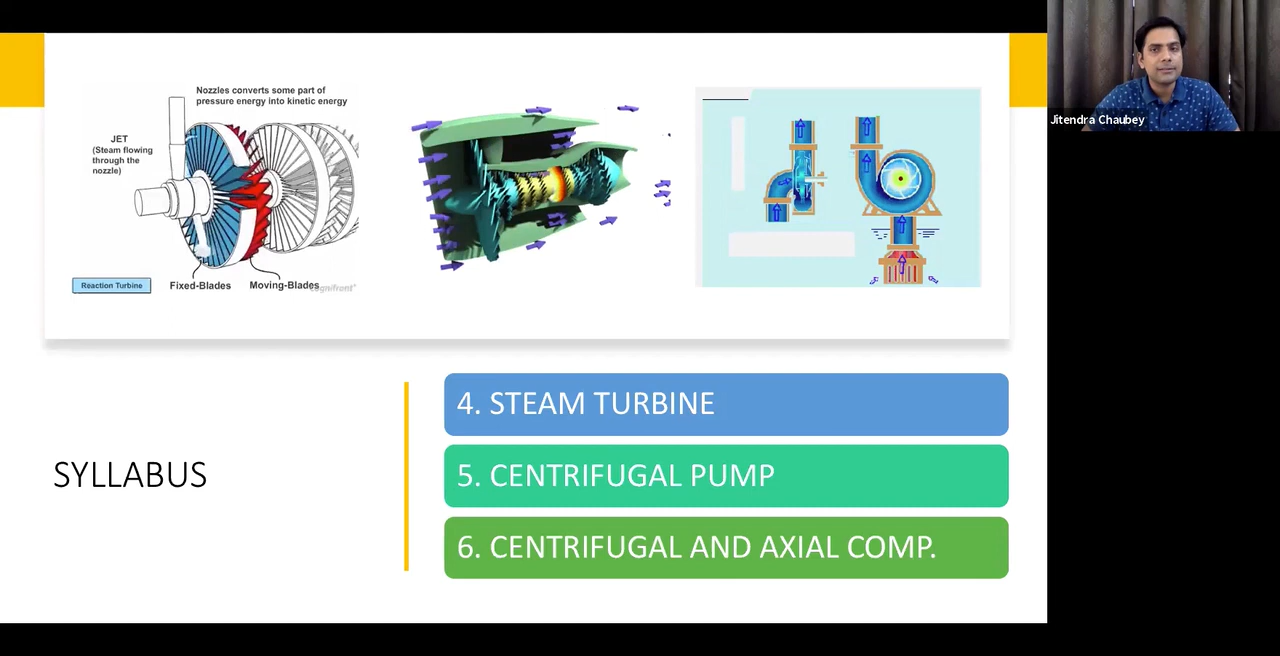 Nozzles converts some part of
pressure energy into kinetic energy
JET
(Steam flowing
through the
nozzle)
Reaction Turbine
Fixed-Blades
Moving-Blades
Jitendra Chaubey
SYLLABUS
4. STEAM TURBINE
5. CENTRIFUGAL PUMP
6. CENTRIFUGAL AND AXIAL COMP.